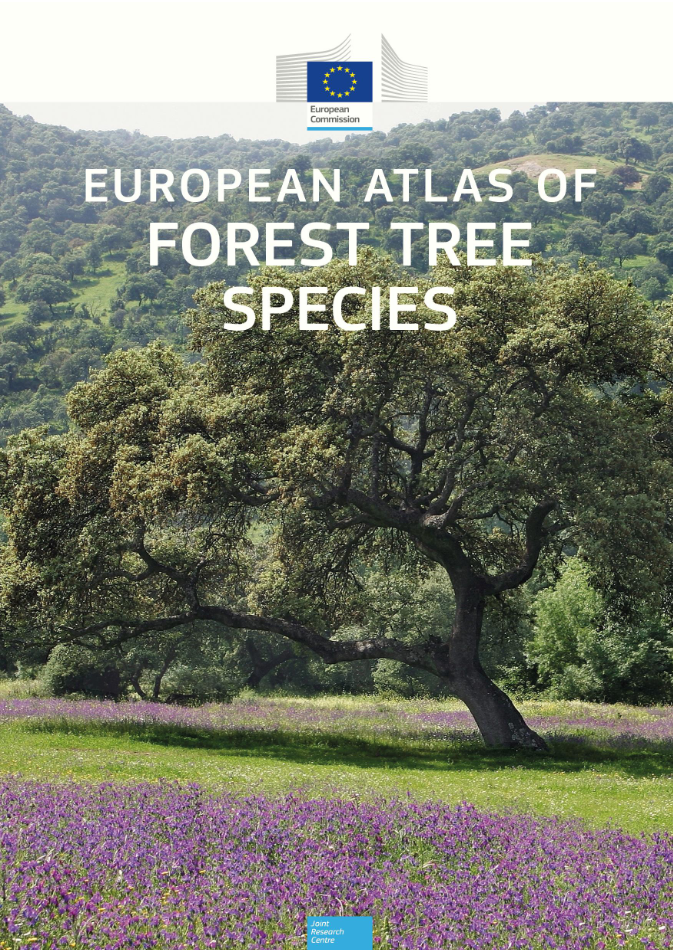 European
Commission
EUROPEAN ATLAS OF
FOREST TREE
SPECIES
Joint
Research
Centre